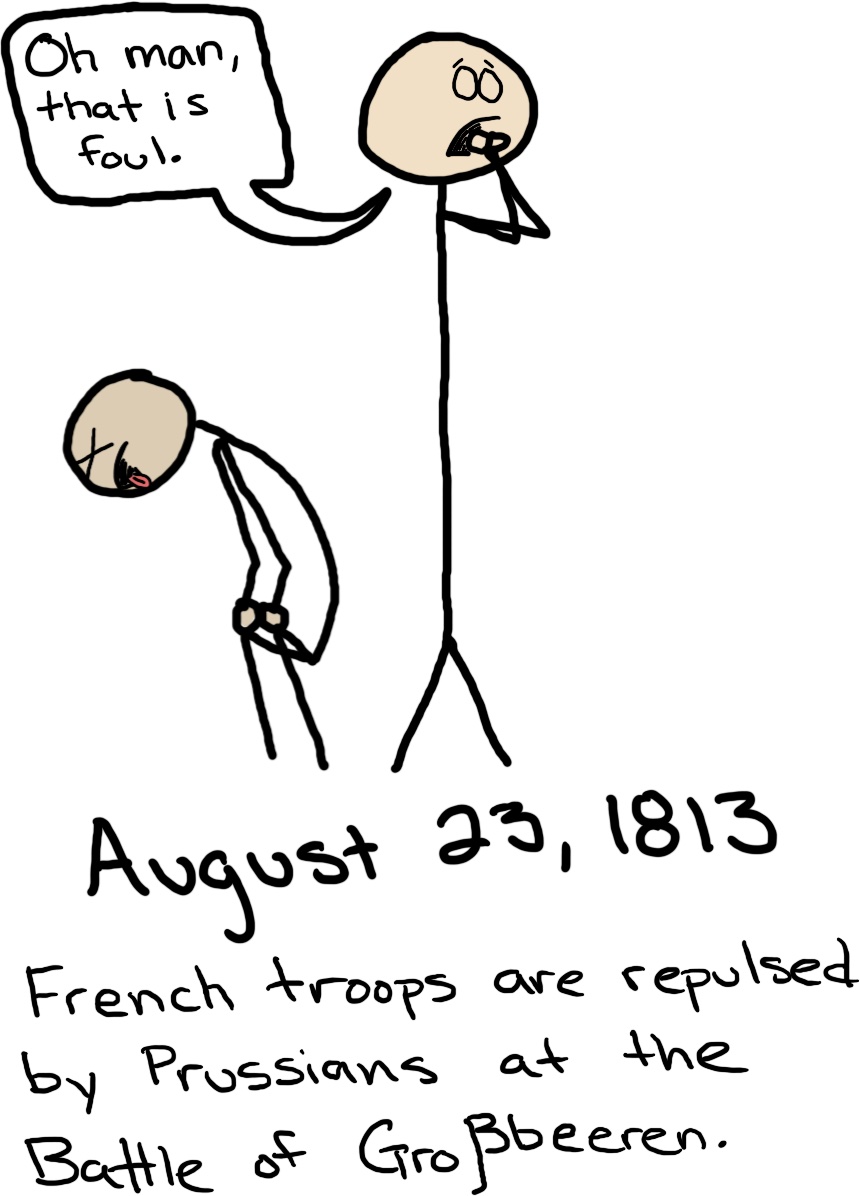 Oh man,
that is
foul.
August 23, 1813
French troops are repulsed
by Prussians at the
Battle of Großbeeren.